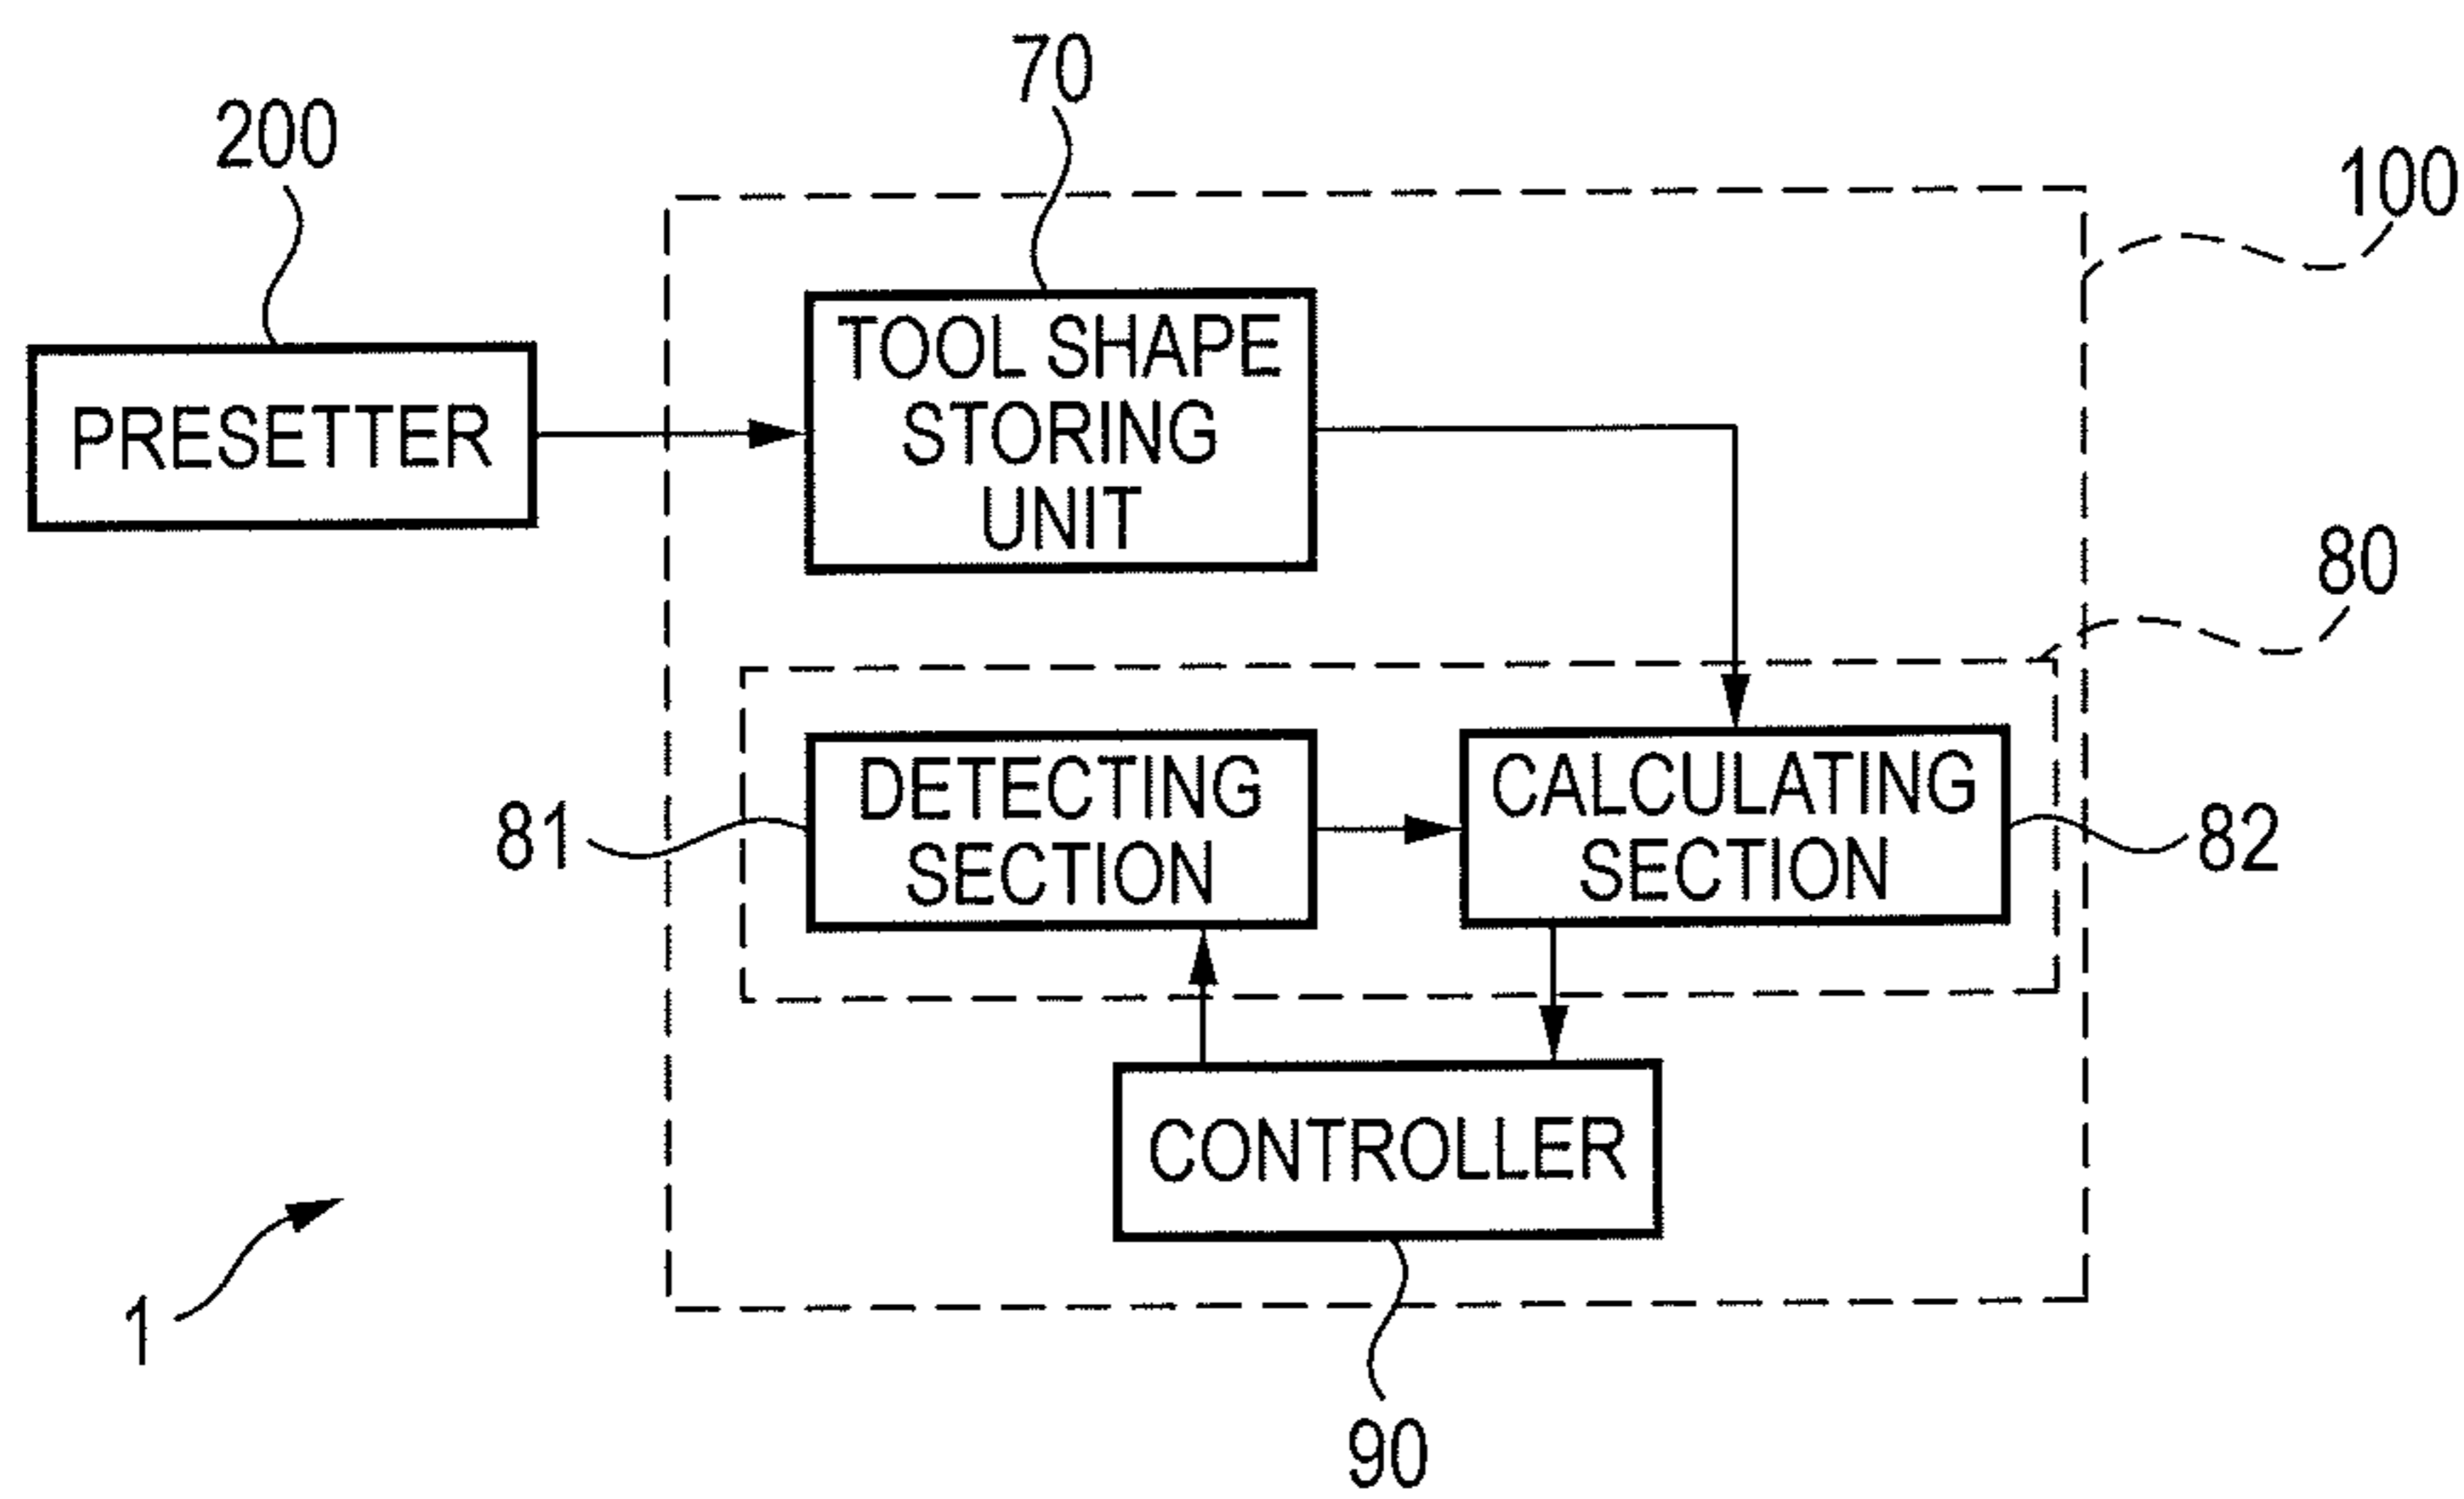 70
200
100
TOOL SHAPE
STORING
UNIT
PRESETTER
80
DETECTING
SECTION
CALCULATING
SECTION
81
82
CONTROLLER
1
90